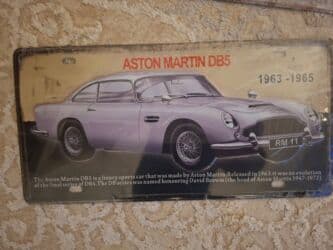 ASTON MARTIN DB5
1963 -1965
RM 11
The Aston Martin DB5 is a luxury sports car that was made by Aston Martin Released in 1963 it was an evolution
of the final series of DB4. The DB series was named honouring David Brown (the head of Aston Martin 1947-1972)